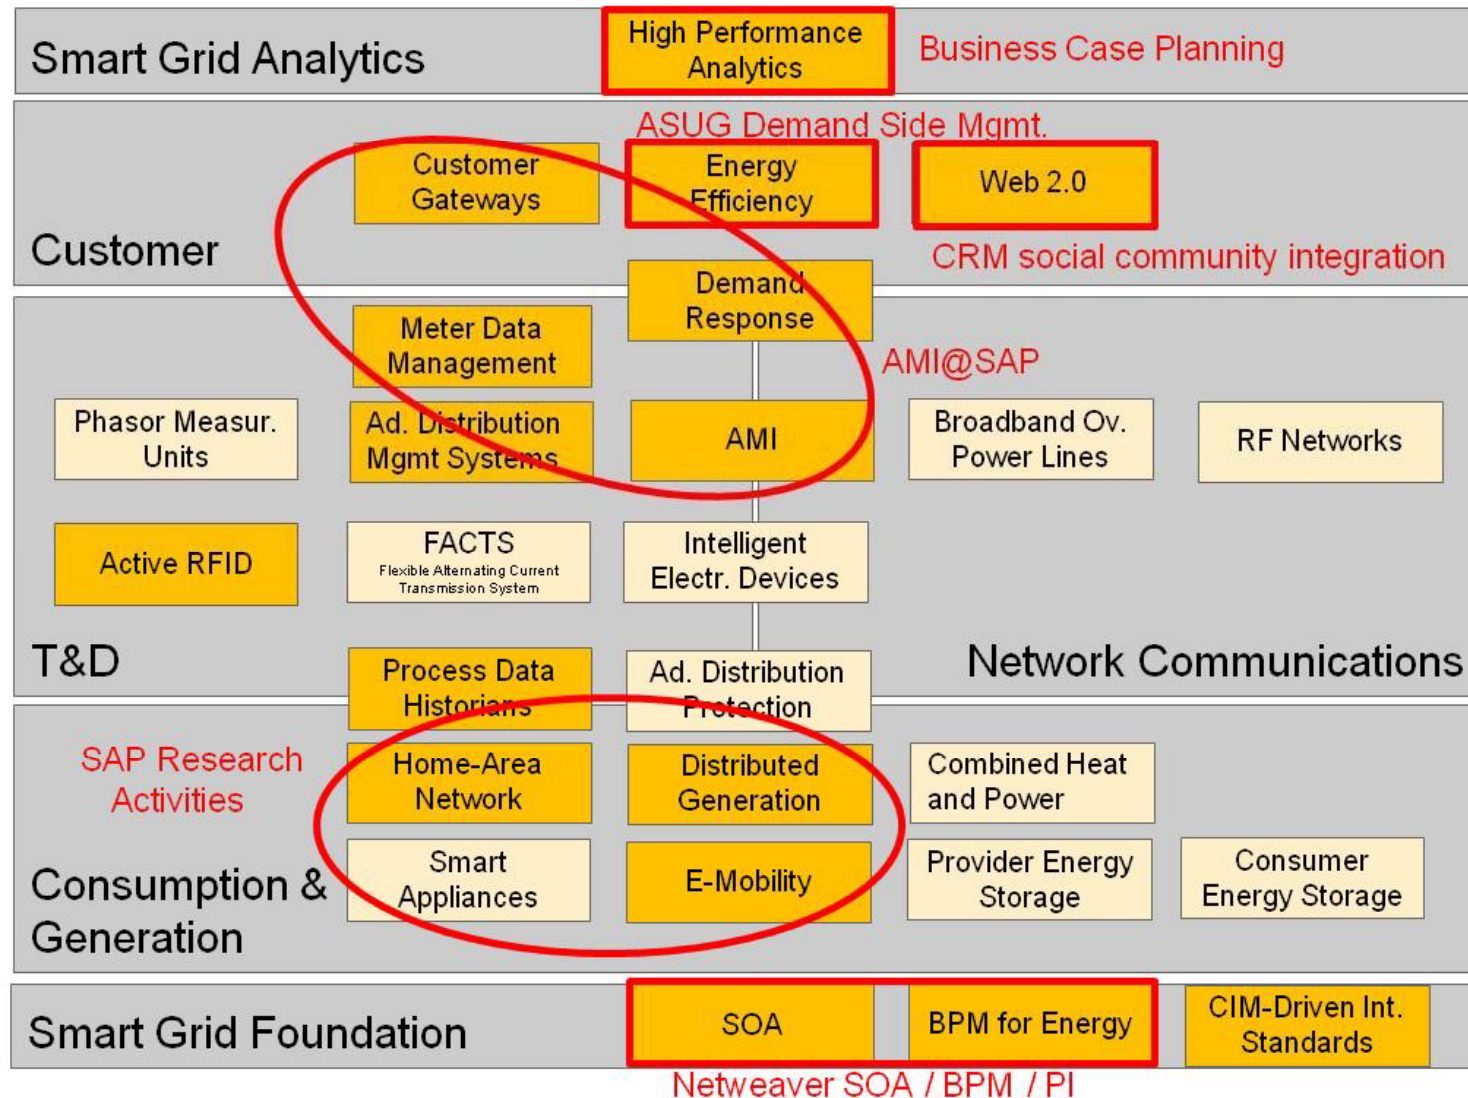 Smart Grid Analytics
High Performance
Analytics
Business Case Planning
ASUG Demand Side Mgmt.
Customer
Gateways
Energy
Efficiency
Web 2.0
Customer
CRM social community integration
Demand
Response
Meter Data
Management
AMI@SAP
Phasor Measur.
Units
Ad. Distribution
Mgmt Systems
AMI
Broadband Ov.
Power Lines
RF Networks
Active RFID
FACTS
Flexible Alternating Current
Transmission System
Intelligent
Electr. Devices
T&D
Network Communications
Process Data
Historians
Ad. Distribution
Protection
SAP Research
Activities
Home-Area
Network
Distributed
Generation
Combined Heat
and Power
Consumption &
Generation
Smart
Appliances
E-Mobility
Provider Energy
Storage
Consumer
Energy Storage
Smart Grid Foundation
SOA
BPM for Energy
CIM-Driven Int.
Standards
Netweaver SOA / BPM / PI